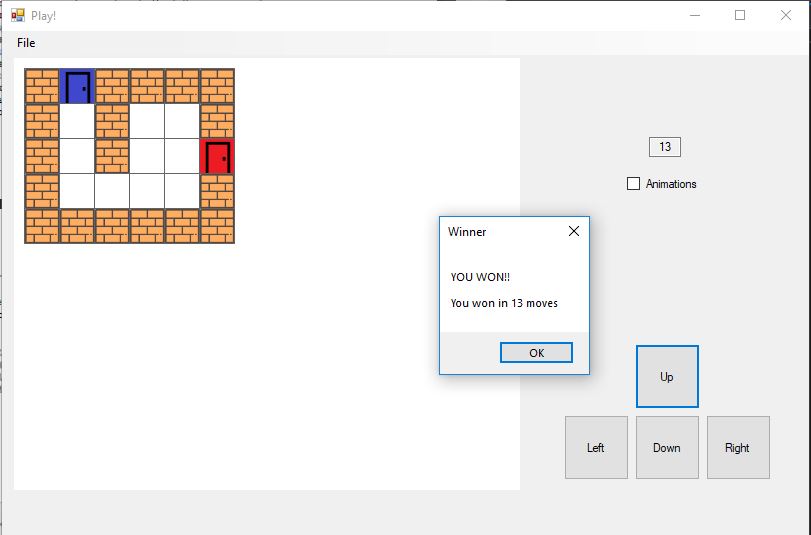 Play!
File
13
Animations
Winner
YOU WON!!
You won in 13 moves
OK
Up
Left
Down
Right